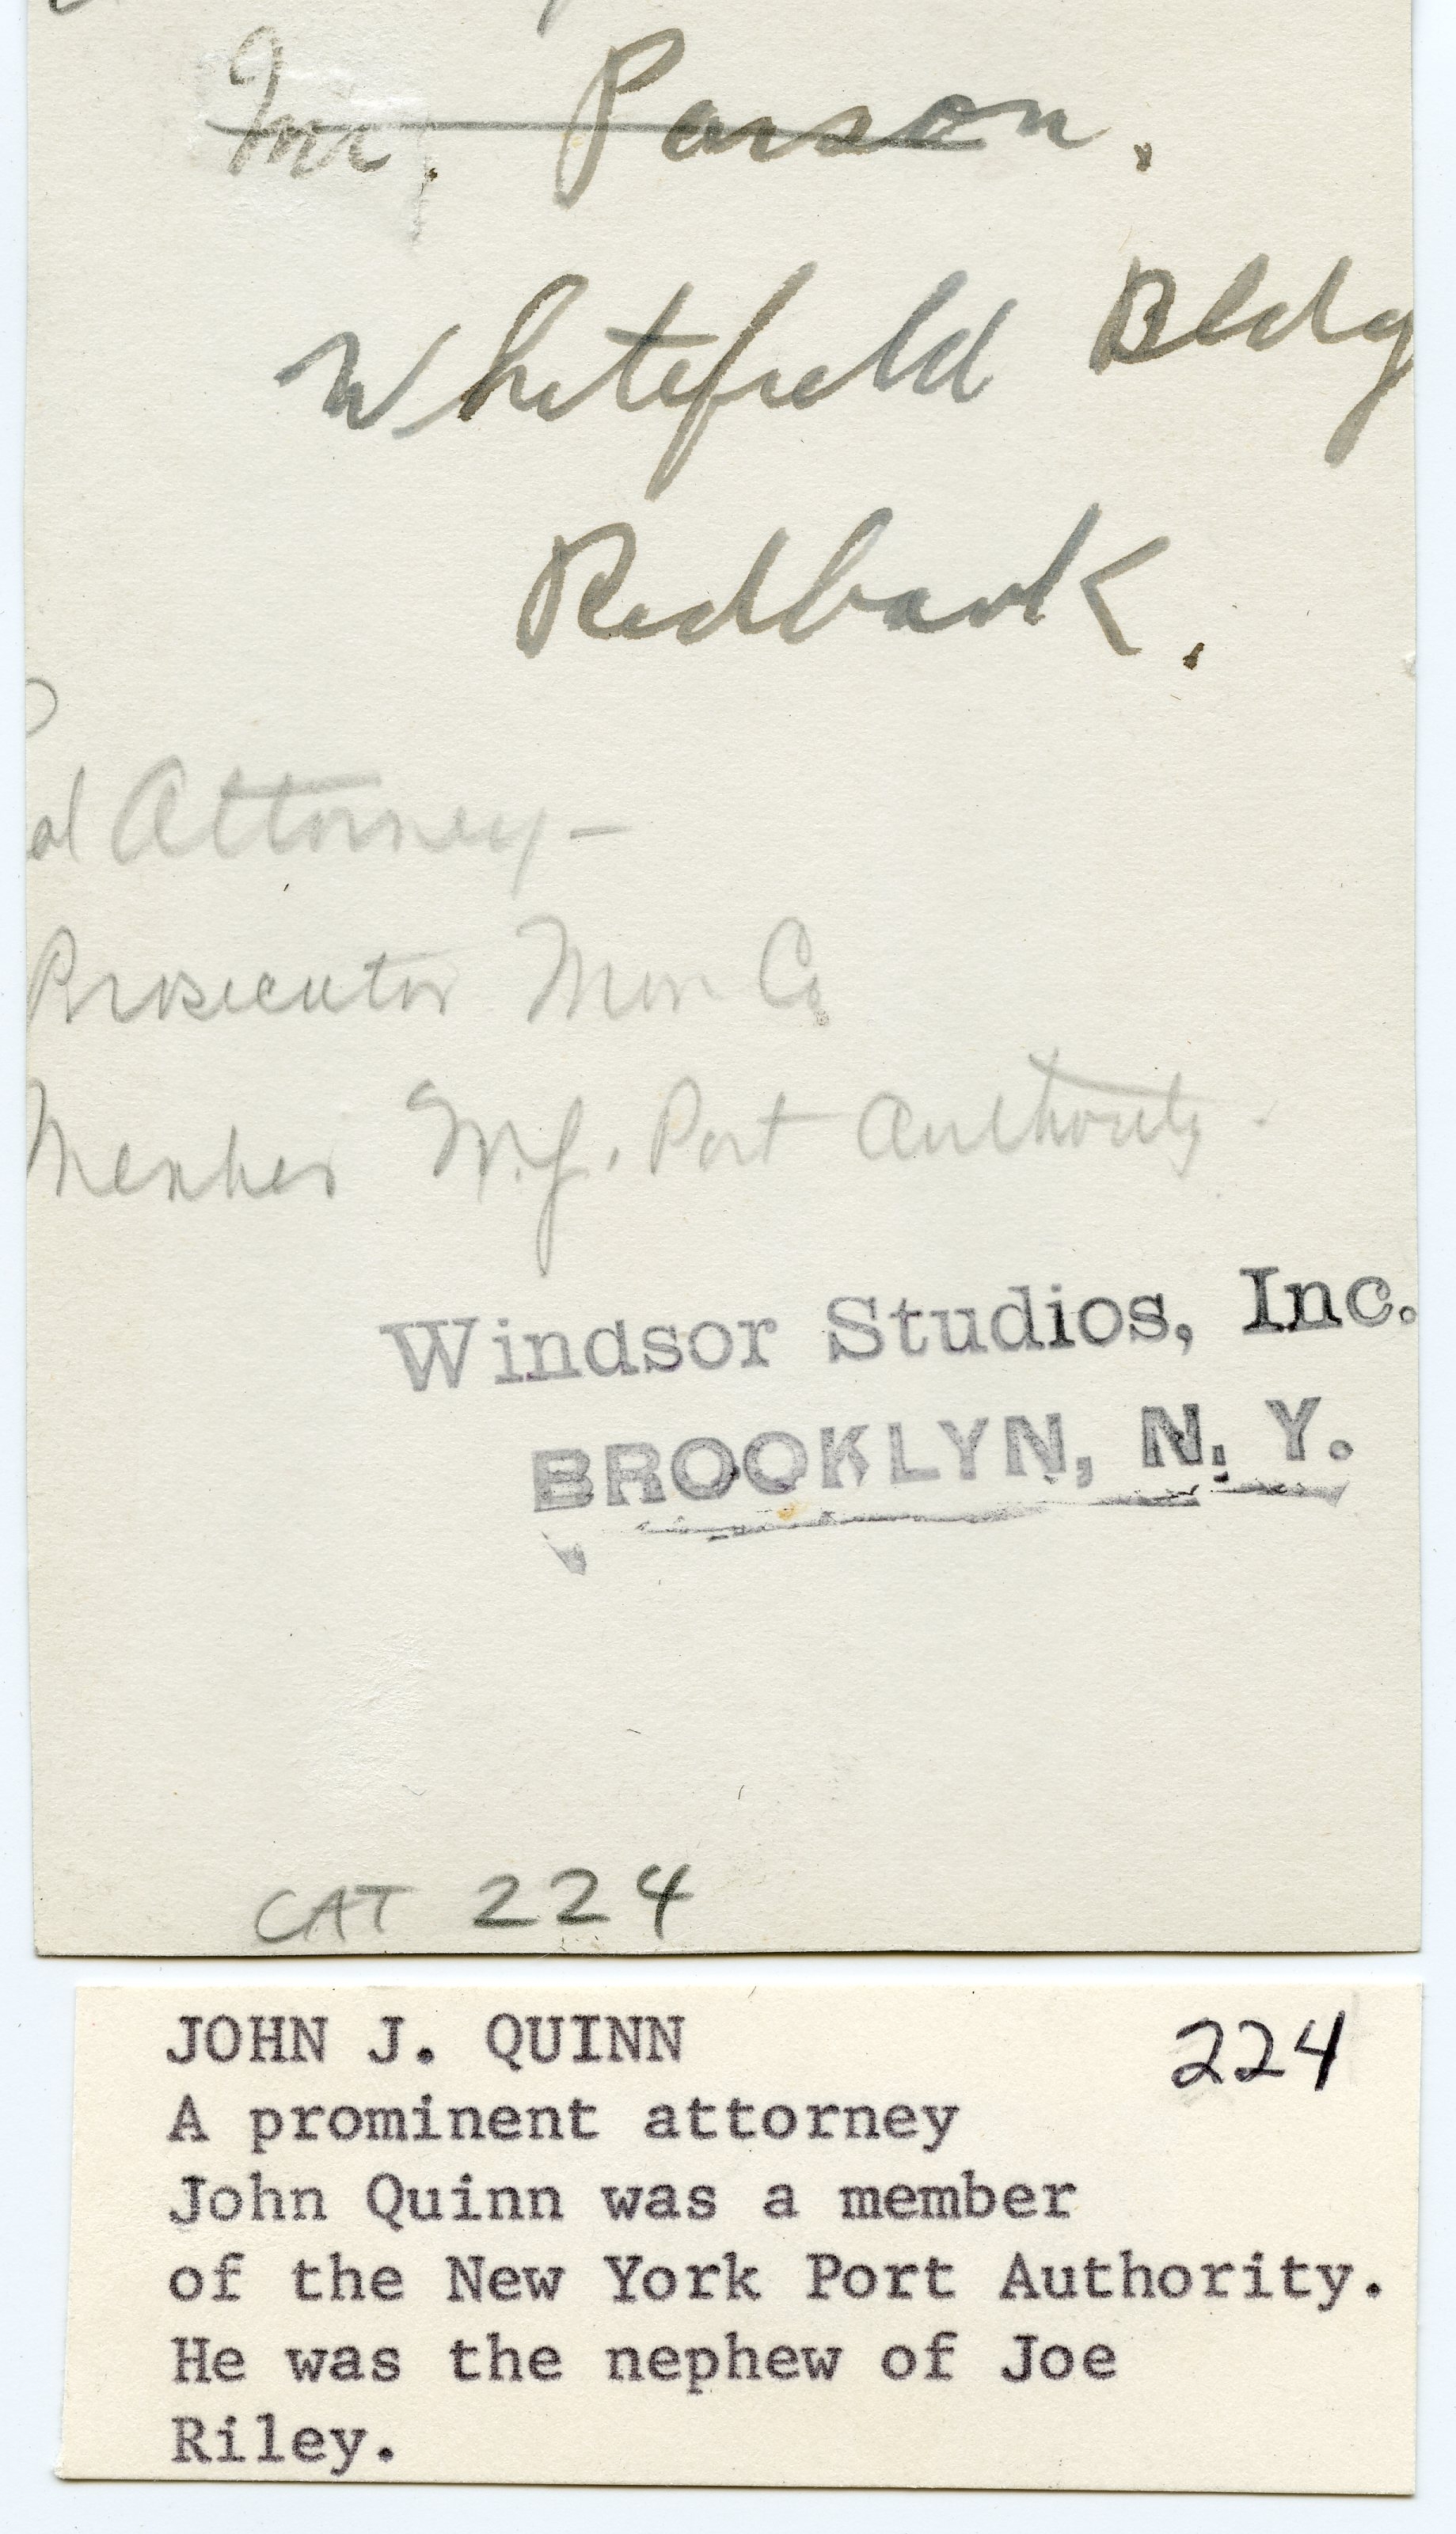 Mr. Parson.
Whitefield Bldg
Redbank.
Attorney -
Prosecutor Mon Co.
Member N.J. Port Authority.
Windsor Studios, Inc.
BROOKLYN, N. Y.
CAT 224
JOHN J. QUINN 224
A prominent attorney
John Quinn was a member
of the New York Port Authority.
He was the nephew of Joe
Riley.